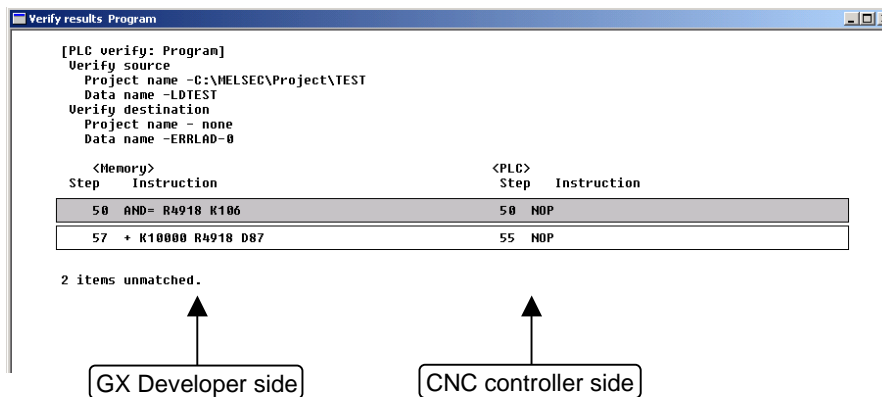 Verify results Program
[PLC verify: Program]
Verify source
Project name -C:\MELSEC\Project\TEST
Data name -LDTEST
Verify destination
Project name - none
Data name -ERRLAD-0
<Memory> <PLC>
Step Instruction Step Instruction
50 AND= R4918 K106 50 NOP
57 + K10000 R4918 D87 55 NOP
2 items unmatched.
GX Developer side CNC controller side